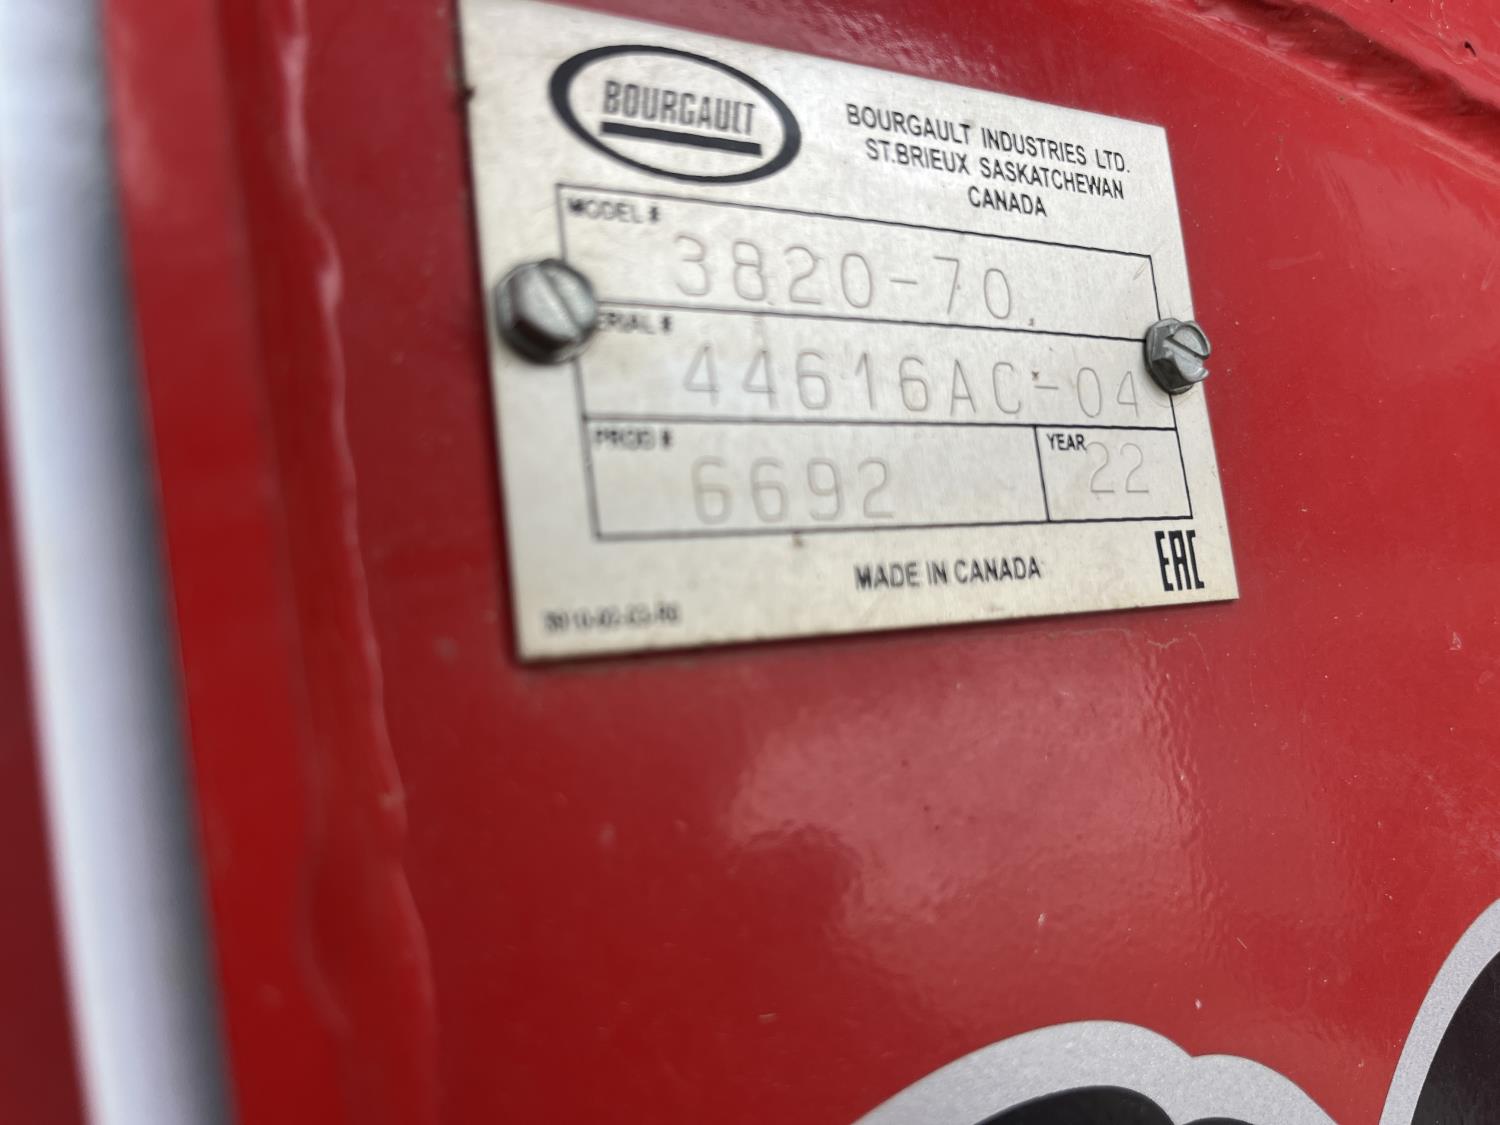 BOURGAULT
BOURGAULT INDUSTRIES LTD.
ST.BRIEUX SASKATCHEWAN
CANADA
MODEL #
3820-70
SERIAL #
44616AC-04
PROD #
6692
YEAR
22
MADE IN CANADA
EAC